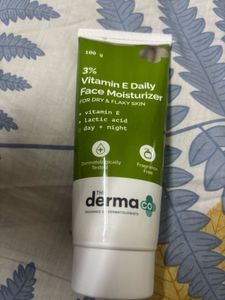 100 g
3%
Vitamin E Daily
Face Moisturizer
FOR DRY & FLAKY SKIN
+ vitamin E
+ lactic acid
day + night
Dermatologically
Tested
Fragrance
Free
THE
derma
co